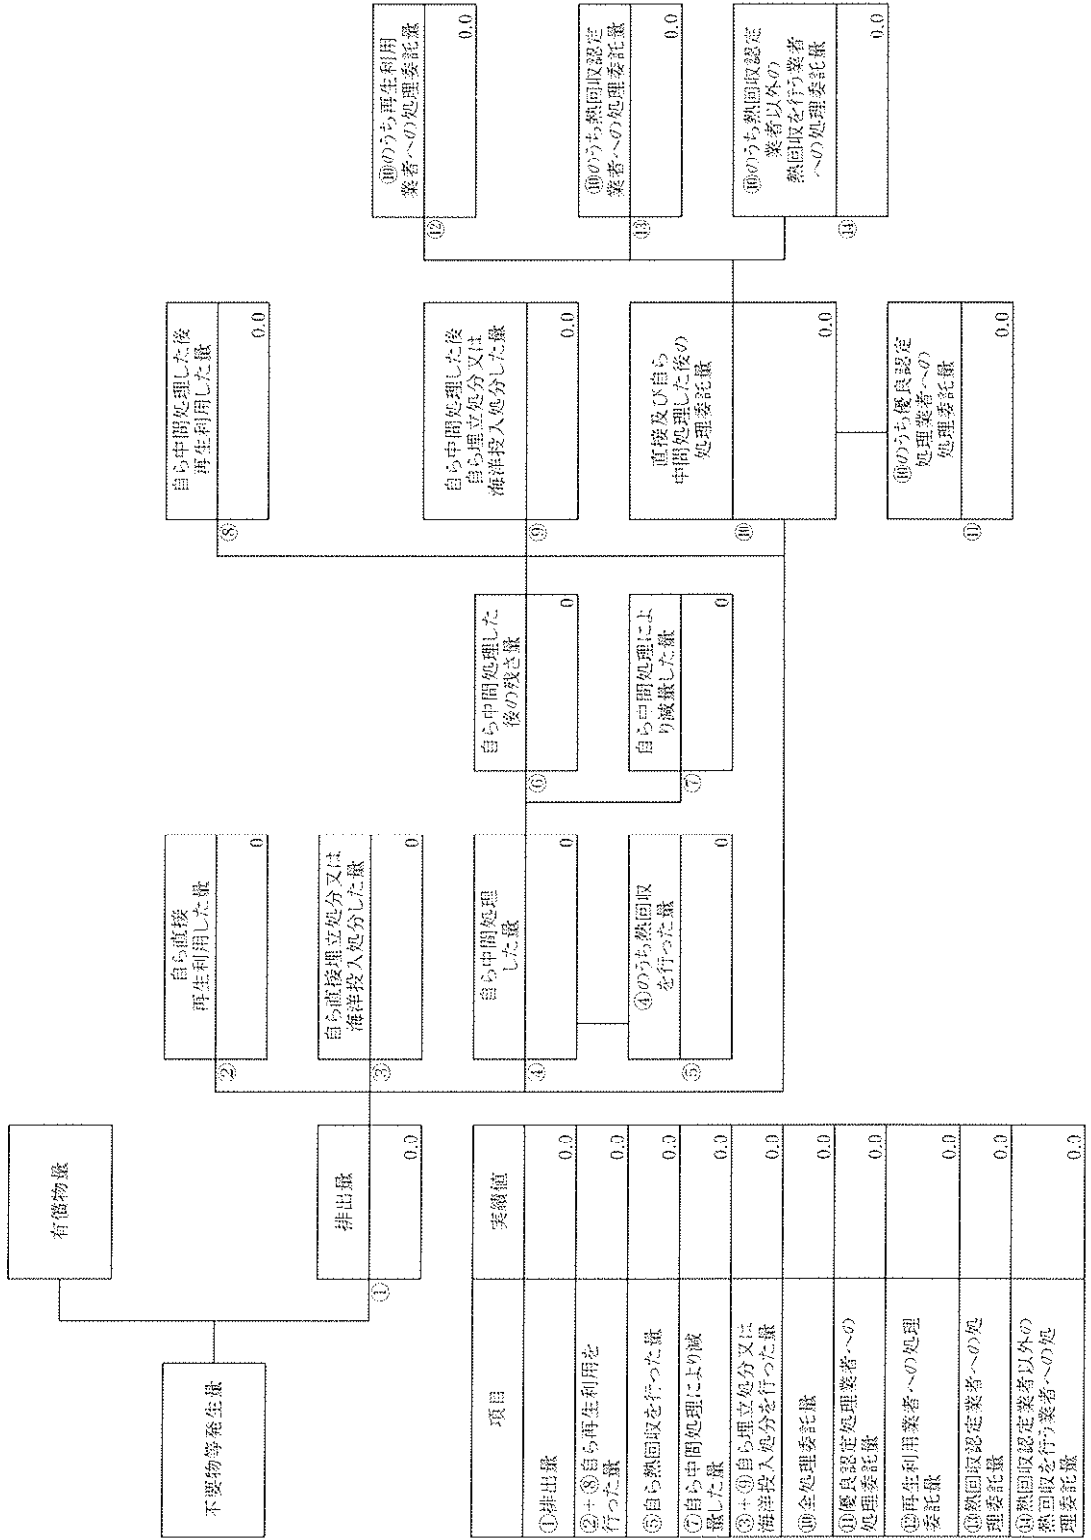 不要物等発生量
有償物量
①
排出量
0.0
②
自ら直接
再生利用した量
0
③
自ら直接埋立処分又は
海洋投入処分した量
0
④
自ら中間処理
した量
0
⑤
④のうち熱回収
を行った量
0
⑥
自ら中間処理した
後の残さ量
0
⑦
自ら中間処理によ
り減量した量
0
⑧
自ら中間処理した後
再生利用した量
0.0
⑨
自ら中間処理した後
自ら埋立処分又は
海洋投入処分した量
0.0
⑩
直接及び自ら
中間処理した後の
処理委託量
0.0
⑪
⑩のうち優良認定
処理業者への
処理委託量
0.0
⑫
⑩のうち再生利用
業者への処理委託量
0.0
⑬
⑩のうち熱回収認定
業者への処理委託量
0.0
⑭
⑩のうち熱回収認定
業者以外の
熱回収を行う業者
への処理委託量
0.0
項目 実績値
①排出量 0.0
②+⑧自ら再生利用を
行った量 0.0
⑤自ら熱回収を行った量 0.0
⑦自ら中間処理により減
量した量 0.0
③+⑨自ら埋立処分又は
海洋投入処分を行った量 0.0
⑩全処理委託量 0.0
⑪優良認定処理業者への
処理委託量 0.0
⑫再生利用業者への処理
委託量 0.0
⑬熱回収認定業者への処
理委託量 0.0
⑭熱回収認定業者以外の
熱回収を行う業者への処
理委託量 0.0